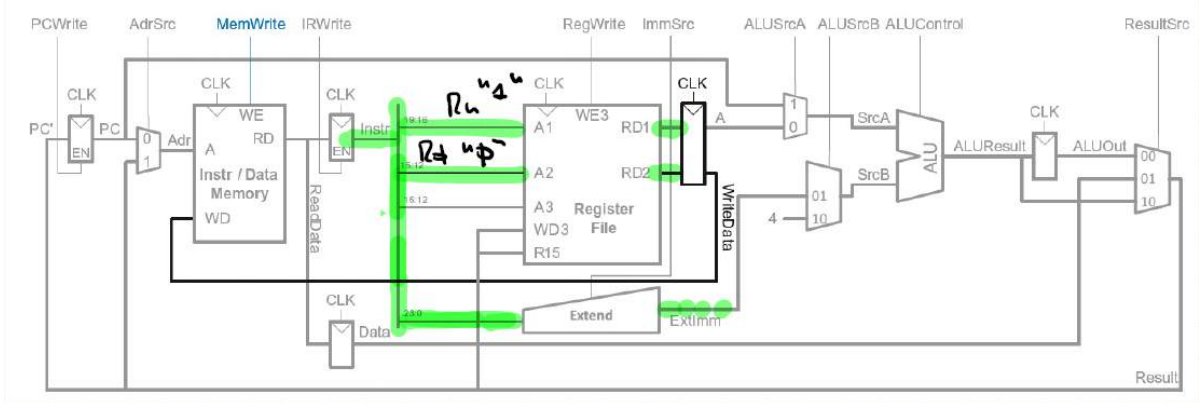 PCWrite AdrSrc MemWrite IRWrite RegWrite ImmSrc ALUSrcA ALUSrcB ALUControl ResultSrc
Rn "1"
CLK CLK CLK CLK CLK CLK
WE WE3
PC' PC 0 1 Adr A RD Instr 19:16 A1 RD1 A 1 0 SrcA ALUResult ALUOut 00
EN EN
Instr / Data
Memory
15:12 A2 RD2 ALU 01
WD ReadData 15:12 A3 WriteData 01 SrcB 10
4 10
Register
File
WD3
R15
CLK
23:0 Extend ExtImm
Data
Result